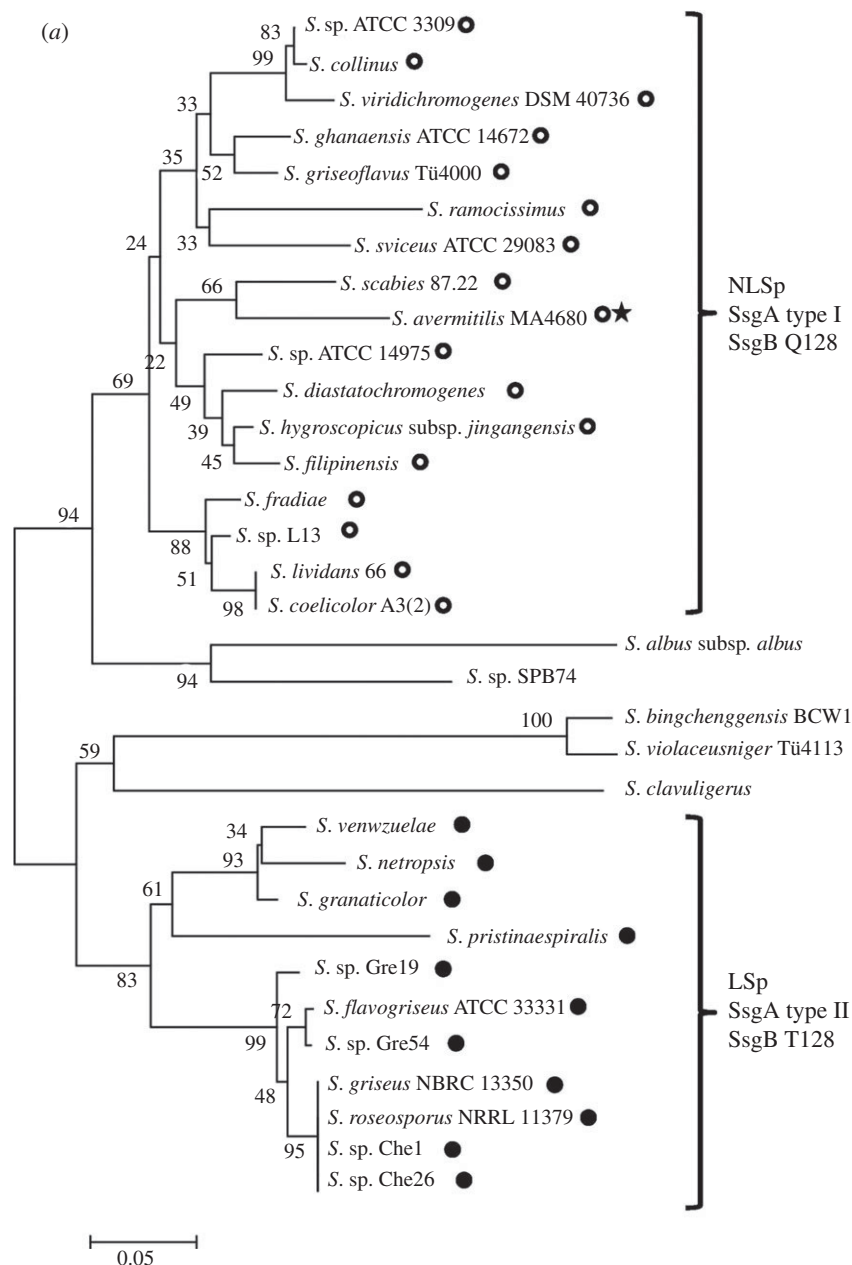 (a)
83
S. sp. ATCC 3309
99
S. collinus
S. viridichromogenes DSM 40736
33
S. ghanaensis ATCC 14672
35
52
S. griseoflavus Tü4000
S. ramocissimus
24
33
S. sviceus ATCC 29083
66
S. scabies 87.22
NLSp
SsgA type I
SsgB Q128
S. avermitilis MA4680
22
S. sp. ATCC 14975
69
49
S. diastatochromogenes
39
S. hygroscopicus subsp. jingangensis
45
S. filipinensis
S. fradiae
94
88
S. sp. L13
51
S. lividans 66
98
S. coelicolor A3(2)
S. albus subsp. albus
94
S. sp. SPB74
100
S. bingchenggensis BCW1
59
S. violaceusniger Tü4113
S. clavuligerus
34
S. venwzuelae
93
S. netropsis
61
S. granaticolor
S. pristinaespiralis
83
S. sp. Gre19
LSp
SsgA type II
SsgB T128
72
S. flavogriseus ATCC 33331
99
S. sp. Gre54
48
S. griseus NBRC 13350
S. roseosporus NRRL 11379
95
S. sp. Che1
S. sp. Che26
0.05